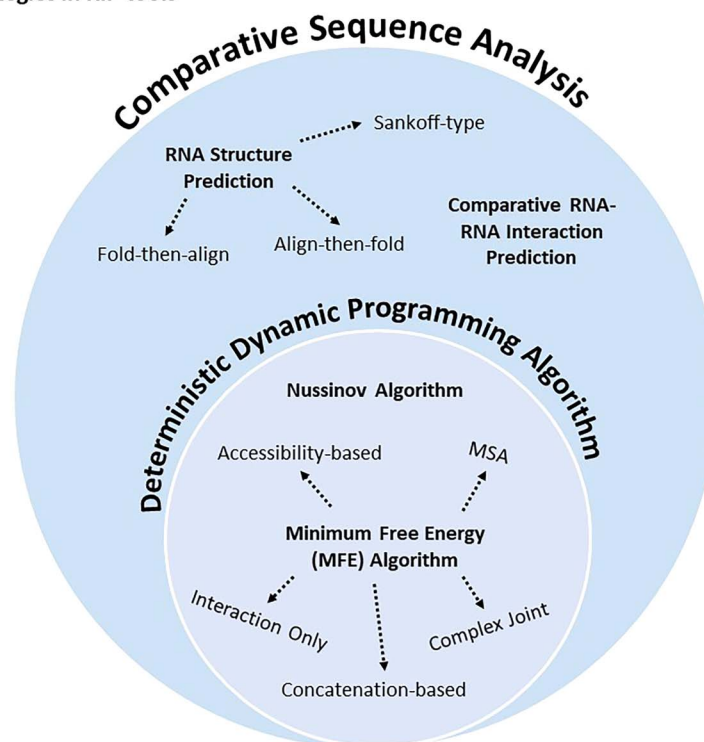 Comparative Sequence Analysis
Sankoff-type
RNA Structure
Prediction
Comparative RNA-
RNA Interaction
Prediction
Fold-then-align
Align-then-fold
Deterministic Dynamic Programming Algorithm
Nussinov Algorithm
Accessibility-based
MSA
Minimum Free Energy
(MFE) Algorithm
Interaction Only
Complex Joint
Concatenation-based